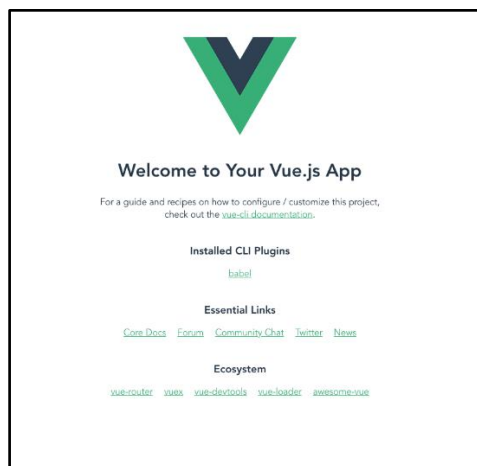 Welcome to Your Vue.js App
For a guide and recipes on how to configure / customize this project,
check out the vue-cli documentation.
Installed CLI Plugins
babel
Essential Links
Core Docs Forum Community Chat Twitter News
Ecosystem
vue-router vuex vue-devtools vue-loader awesome-vue